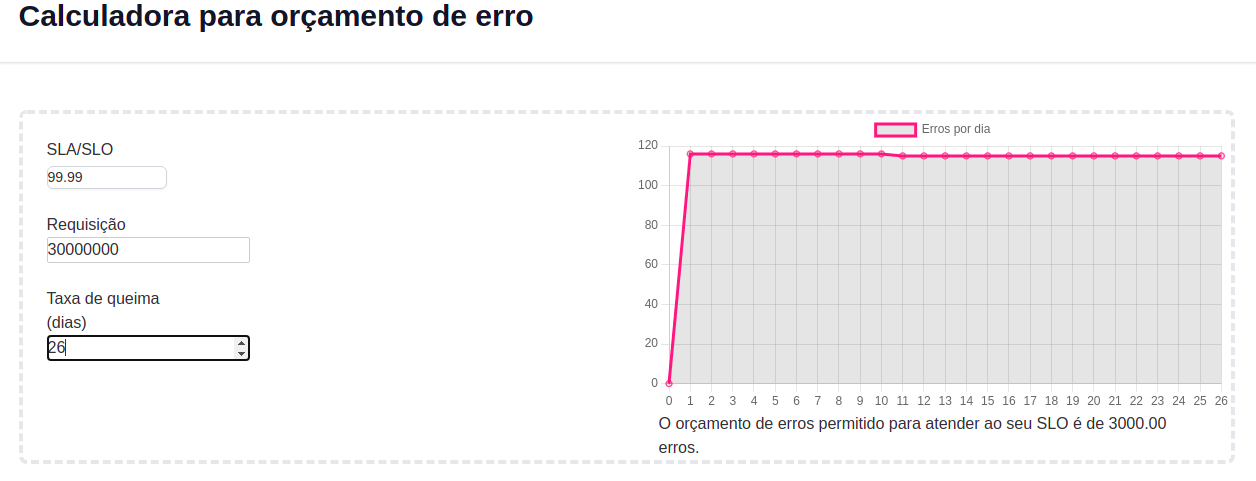 Calculadora para orçamento de erro
SLA/SLO
99.99
Requisição
30000000
Taxa de queima
(dias)
26
Erros por dia
120
100
80
60
40
20
0
0 1 2 3 4 5 6 7 8 9 10 11 12 13 14 15 16 17 18 19 20 21 22 23 24 25 26
O orçamento de erros permitido para atender ao seu SLO é de 3000.00
erros.